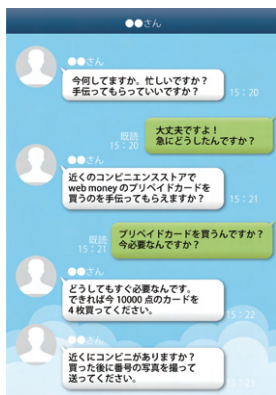 ●●さん
●●さん
今何してますか。忙しいですか？
手伝ってもらっていいですか？
15：20
大丈夫ですよ！
急にどうしたんですか？
既読
15：20
●●さん
近くのコンビニエンスストアで
web moneyのプリペイドカードを
買うのを手伝ってもらえますか？
15：21
プリペイドカードを買うんですか？
今必要なんですか？
既読
15：21
●●さん
どうしてもすぐ必要なんです。
できれば今10000点のカードを
4枚買ってください。
15：22
●●さん
近くにコンビニがありますか？
買った後に番号の写真を撮って
送ってください。
15：23